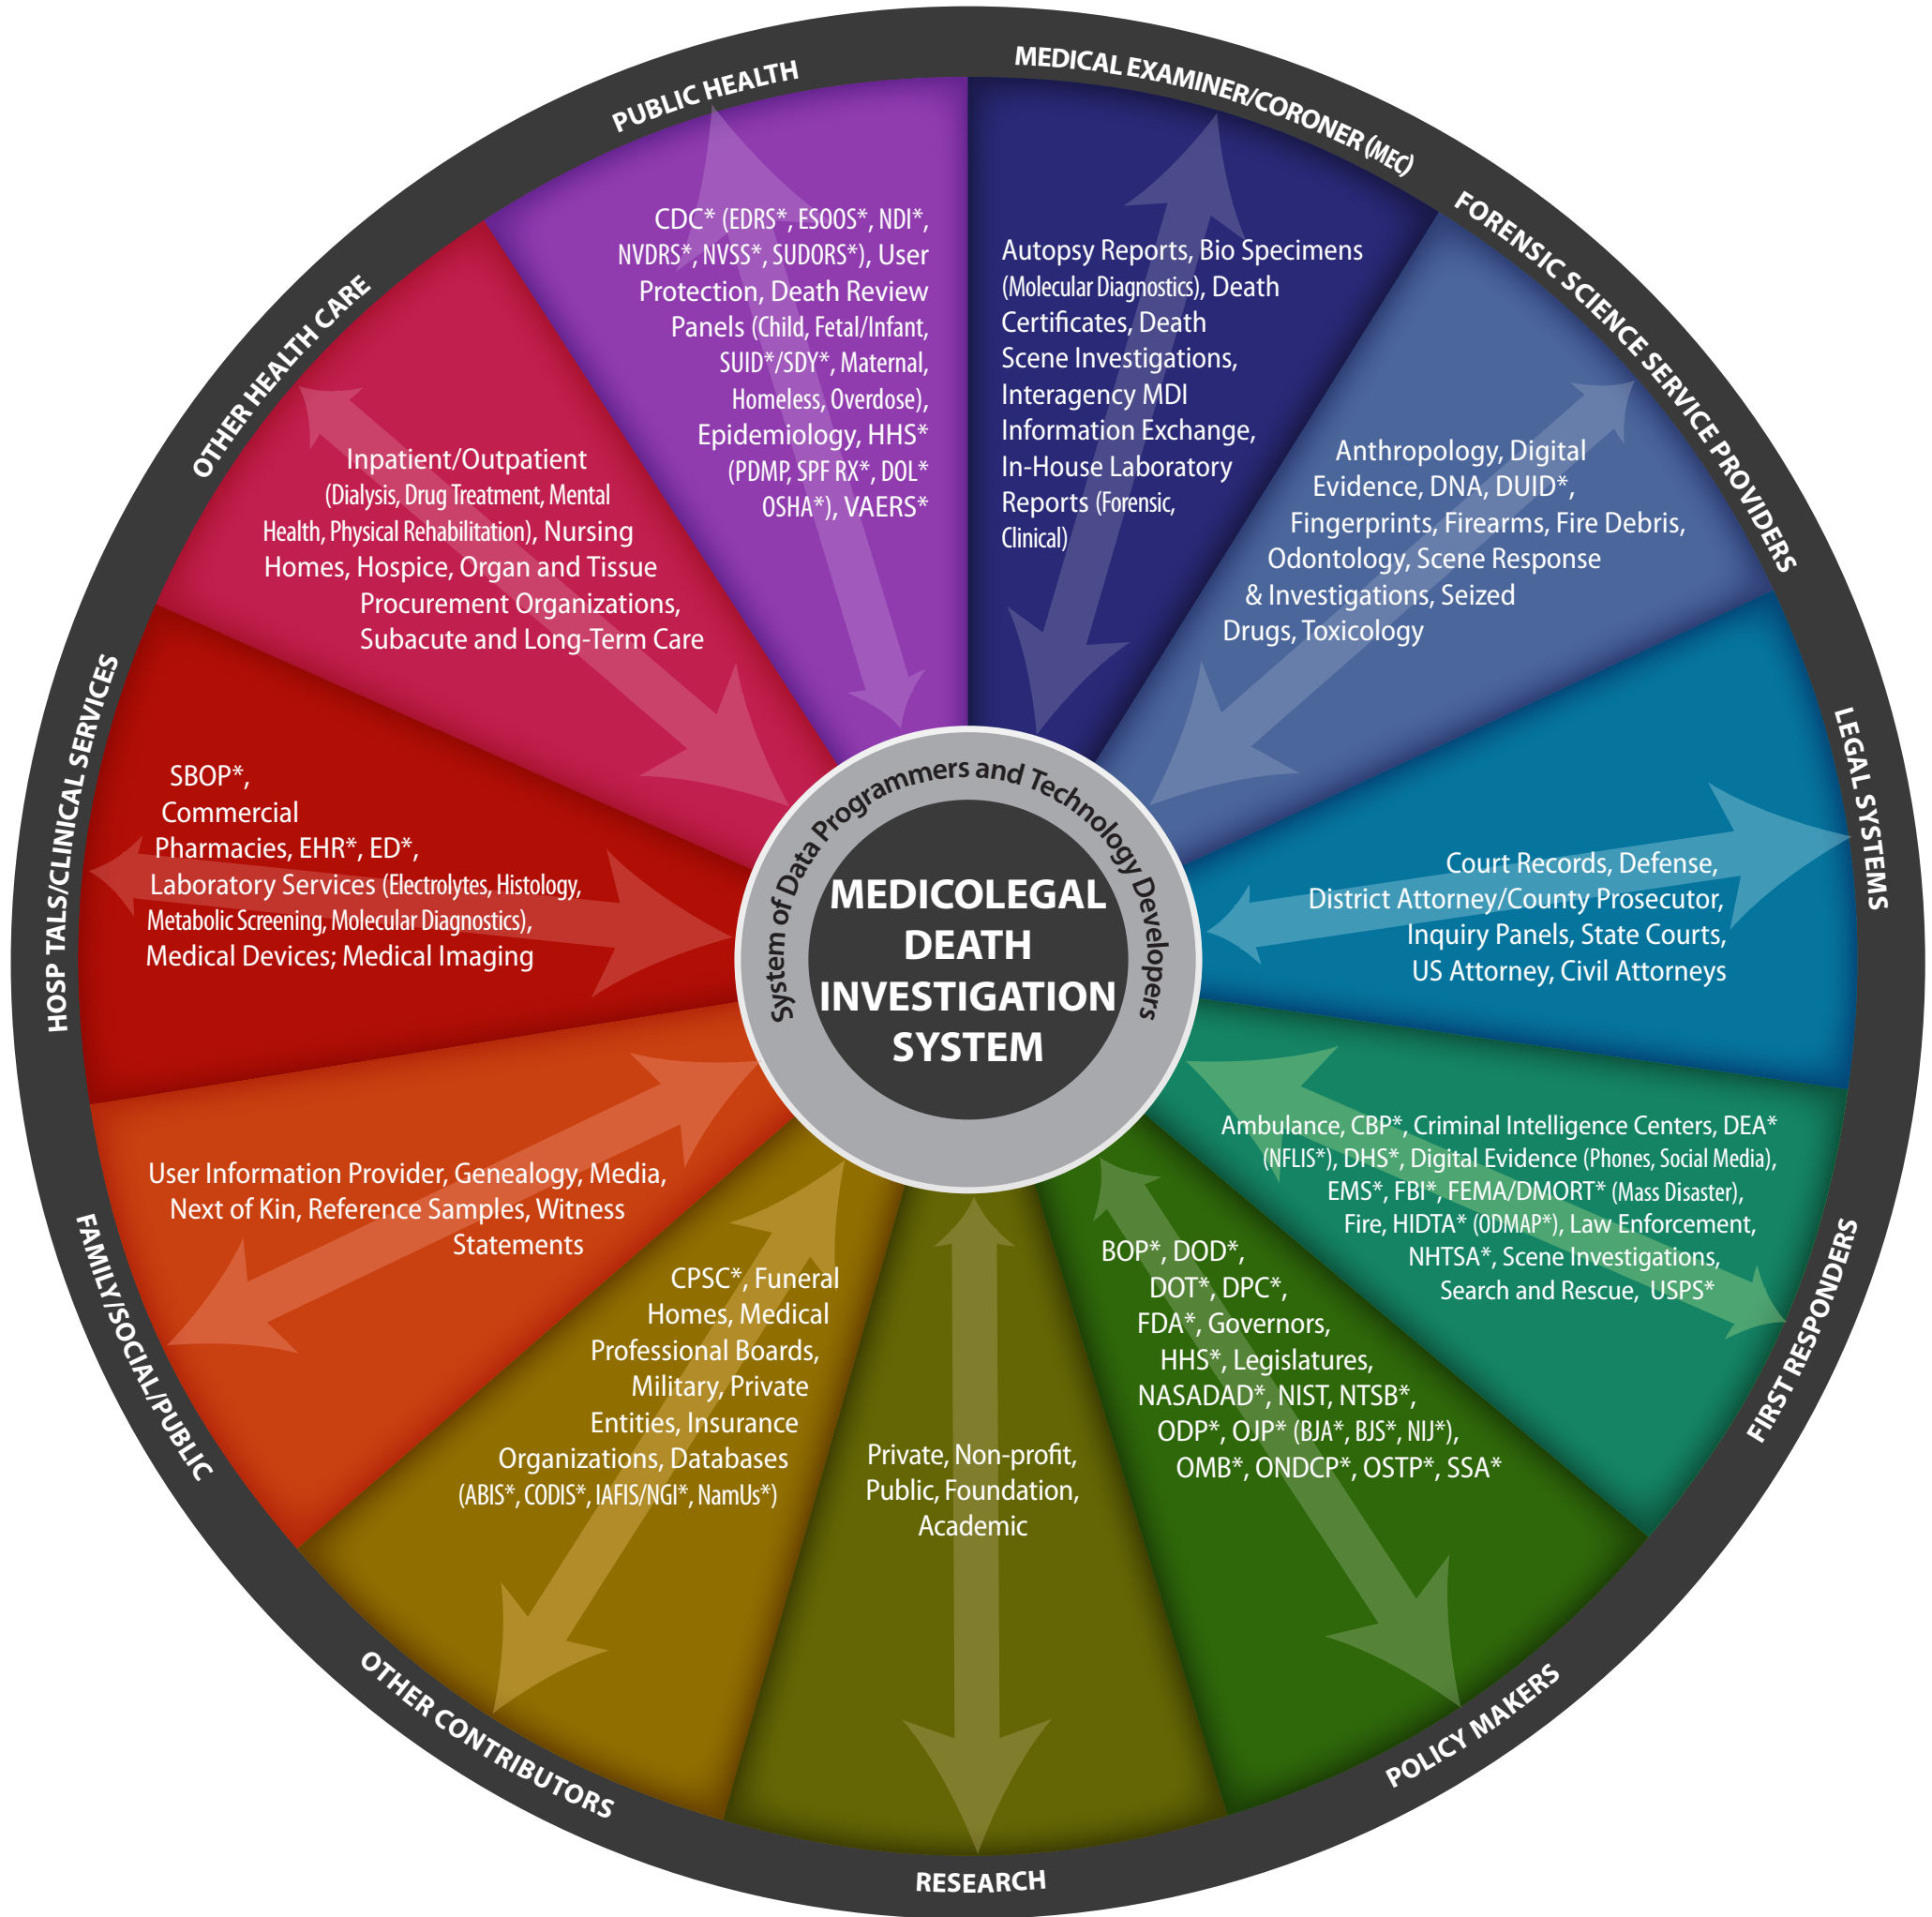 PUBLIC HEALTH
CDC* (EDRS*, ESOOS*, NDI*,
NVDRS*, NVSS*, SUDORS*), User
Protection, Death Review
Panels (Child, Fetal/Infant,
SUID*/SDY*, Maternal,
Homeless, Overdose),
Epidemiology, HHS*
(PDMP, SPF RX*, DOL*
OSHA*), VAERS*
MEDICAL EXAMINER/CORONER (MEC)
Autopsy Reports, Bio Specimens
(Molecular Diagnostics), Death
Certificates, Death
Scene Investigations,
Interagency MDI
Information Exchange,
In-House Laboratory
Reports (Forensic,
Clinical)
FORENSIC SCIENCE SERVICE PROVIDERS
Anthropology, Digital
Evidence, DNA, DUID*,
Fingerprints, Firearms, Fire Debris,
Odontology, Scene Response
& Investigations, Seized
Drugs, Toxicology
LEGAL SYSTEMS
Court Records, Defense,
District Attorney/County Prosecutor,
Inquiry Panels, State Courts,
US Attorney, Civil Attorneys
FIRST RESPONDERS
Ambulance, CBP*, Criminal Intelligence Centers, DEA*
(NFLIS*), DHS*, Digital Evidence (Phones, Social Media),
EMS*, FBI*, FEMA/DMORT* (Mass Disaster),
Fire, HIDTA* (ODMAP*), Law Enforcement,
NHTSA*, Scene Investigations,
Search and Rescue, USPS*
POLICY MAKERS
BOP*, DOD*,
DOT*, DPC*,
FDA*, Governors,
HHS*, Legislatures,
NASADAD*, NIST, NTSB*,
ODP*, OJP* (BJA*, BJS*, NIJ*),
OMB*, ONDCP*, OSTP*, SSA*
RESEARCH
Private, Non-profit,
Public, Foundation,
Academic
OTHER CONTRIBUTORS
CPSC*, Funeral
Homes, Medical
Professional Boards,
Military, Private
Entities, Insurance
Organizations, Databases
(ABIS*, CODIS*, IAFIS/NGI*, NamUs*)
FAMILY/SOCIAL/PUBLIC
User Information Provider, Genealogy, Media,
Next of Kin, Reference Samples, Witness
Statements
HOSP TALS/CLINICAL SERVICES
SBOP*,
Commercial
Pharmacies, EHR*, ED*,
Laboratory Services (Electrolytes, Histology,
Metabolic Screening, Molecular Diagnostics),
Medical Devices; Medical Imaging
OTHER HEALTH CARE
Inpatient/Outpatient
(Dialysis, Drug Treatment, Mental
Health, Physical Rehabilitation), Nursing
Homes, Hospice, Organ and Tissue
Procurement Organizations,
Subacute and Long-Term Care
System of Data Programmers and Technology Developers
MEDICOLEGAL
DEATH
INVESTIGATION
SYSTEM